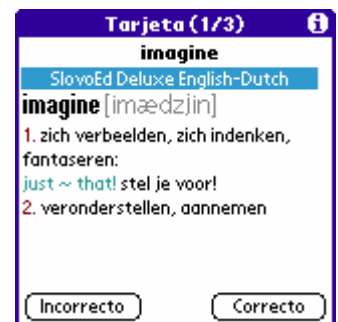 Tarjeta (1/3)
imagine
SlovoEd Deluxe English-Dutch
imagine [imædzjin]
1. zich verbeelden, zich indenken,
fantaseren:
just ~ that! stel je voor!
2. veronderstellen, aannemen
Incorrecto Correcto